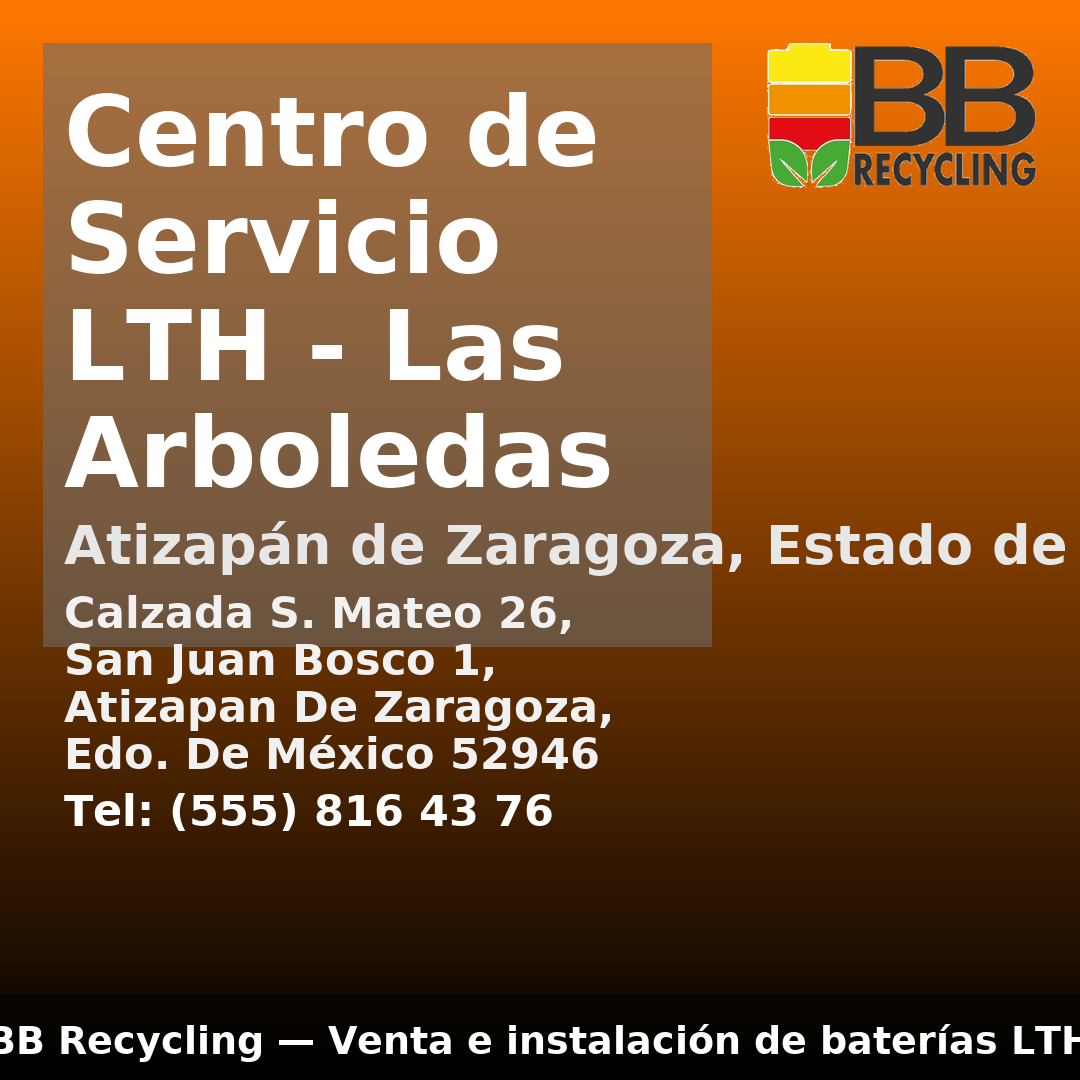 BB
RECYCLING
Centro de
Servicio
LTH - Las
Arboledas
Atizapán de Zaragoza, Estado de
Calzada S. Mateo 26,
San Juan Bosco 1,
Atizapan De Zaragoza,
Edo. De México 52946
Tel: (555) 816 43 76
BB Recycling — Venta e instalación de baterías LTH